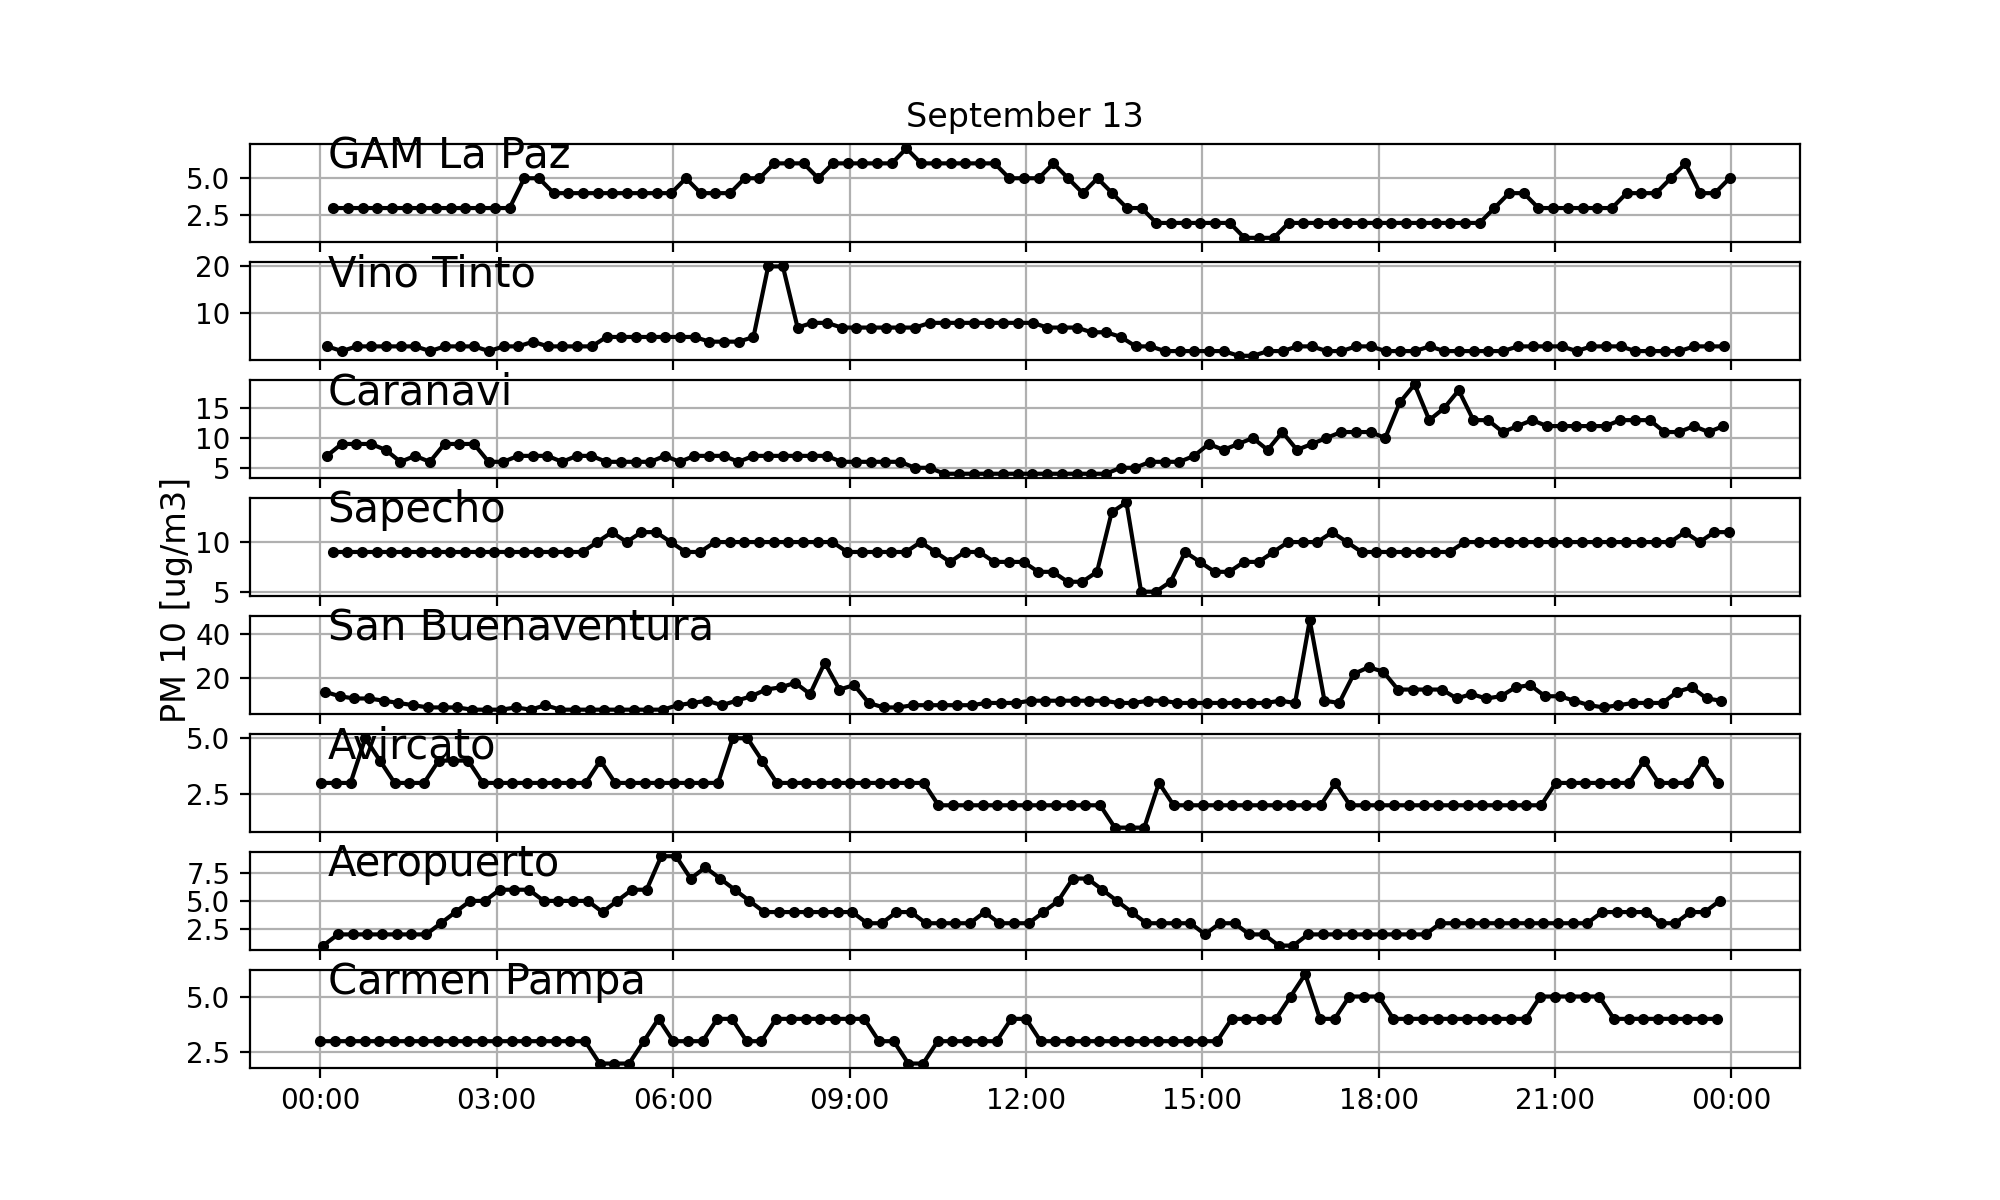 September 13
GAM La Paz
5.0
2.5
Vino Tinto
20
10
Caranavi
15
10
5
Sapecho
10
5
PM 10 [ug/m3]
San Buenaventura
40
20
Avircato
5.0
2.5
Aeropuerto
7.5
5.0
2.5
Carmen Pampa
5.0
2.5
00:00 03:00 06:00 09:00 12:00 15:00 18:00 21:00 00:00